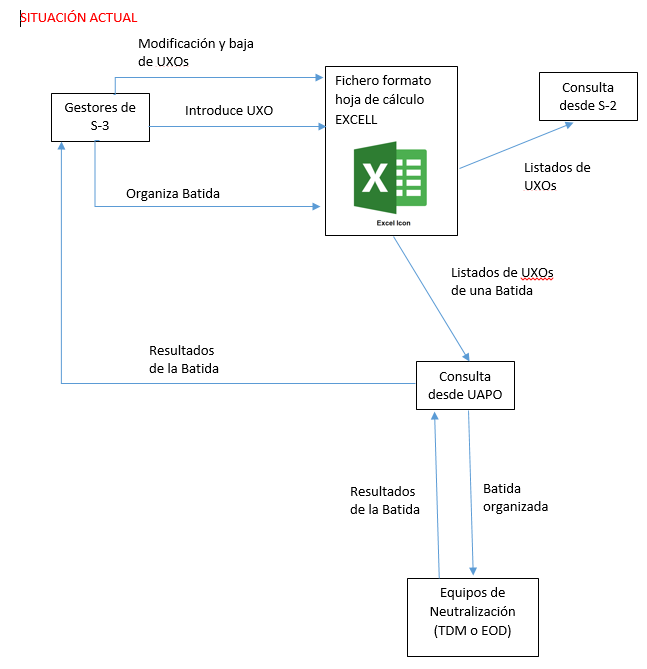 SITUACIÓN ACTUAL
Modificación y baja
de UXOs
Gestores de
S-3
Introduce UXO
Organiza Batida
Fichero formato
hoja de cálculo
EXCELL
X
Excel Icon
Consulta
desde S-2
Listados de
UXOs
Listados de UXOs
de una Batida
Resultados
de la Batida
Consulta
desde UAPO
Resultados
de la Batida
Batida
organizada
Equipos de
Neutralización
(TDM o EOD)